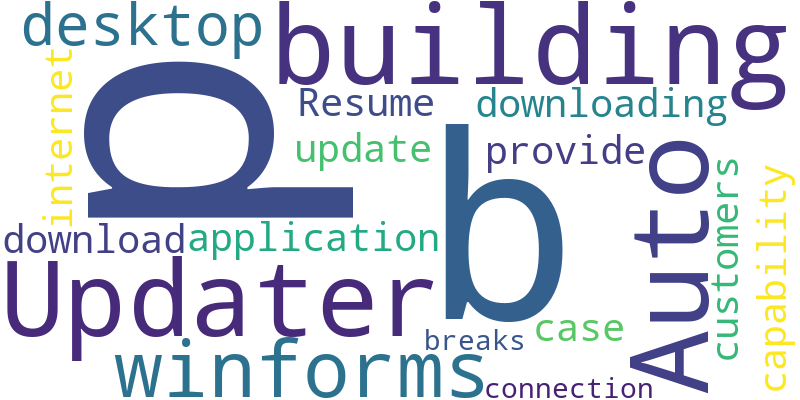 desktop
building
internet
p
Resume
downloading
update
provide
b
Auto
customers
capability
download
application
Updater
case
breaks
winforms
connection